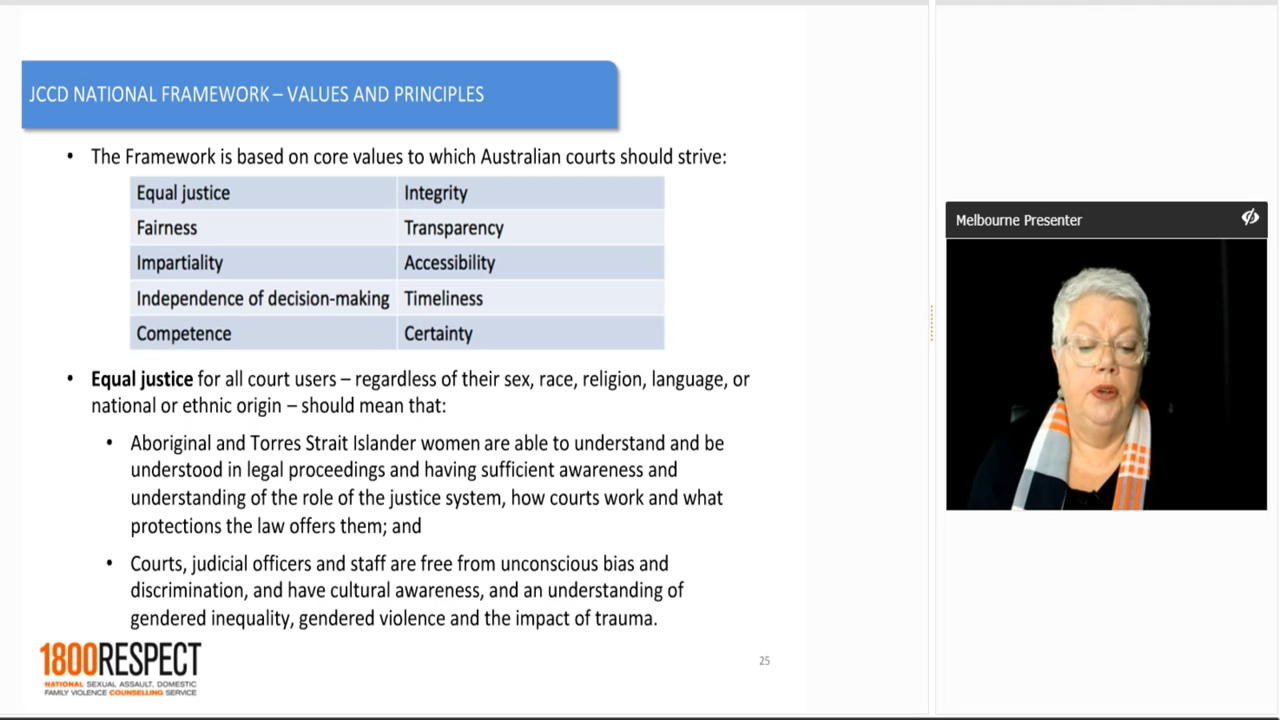 JCCD NATIONAL FRAMEWORK – VALUES AND PRINCIPLES
• The Framework is based on core values to which Australian courts should strive:
Equal justice Integrity
Fairness Transparency
Impartiality Accessibility
Independence of decision-making Timeliness
Competence Certainty
• Equal justice for all court users – regardless of their sex, race, religion, language, or
national or ethnic origin – should mean that:
• Aboriginal and Torres Strait Islander women are able to understand and be
understood in legal proceedings and having sufficient awareness and
understanding of the role of the justice system, how courts work and what
protections the law offers them; and
• Courts, judicial officers and staff are free from unconscious bias and
discrimination, and have cultural awareness, and an understanding of
gendered inequality, gendered violence and the impact of trauma.
1800RESPECT
NATIONAL SEXUAL ASSAULT, DOMESTIC
FAMILY VIOLENCE COUNSELLING SERVICE
25
Melbourne Presenter